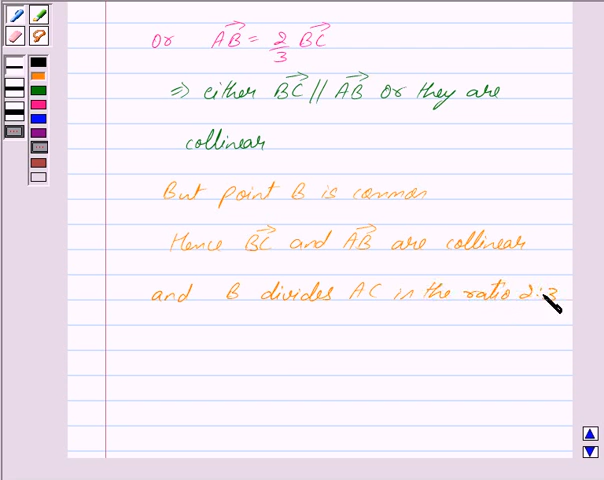 Or AB→ = 2/3 BC→
⇒ either BC→ // AB→ or they are
collinear
But point B is common
Hence BC→ and AB→ are collinear
and B divides AC in the ratio 2:3